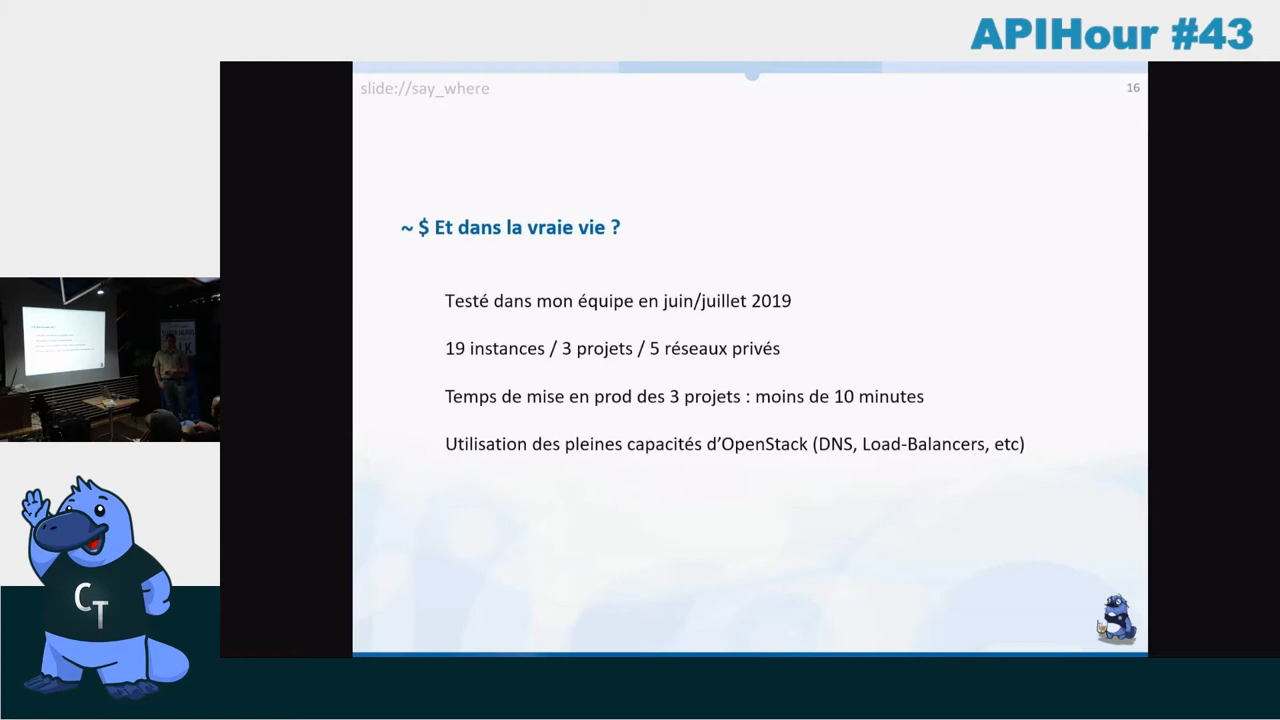 APIHour #43
slide://say_where
16
~ $ Et dans la vraie vie ?
Testé dans mon équipe en juin/juillet 2019
19 instances / 3 projets / 5 réseaux privés
Temps de mise en prod des 3 projets : moins de 10 minutes
Utilisation des pleines capacités d’OpenStack (DNS, Load-Balancers, etc)
CT